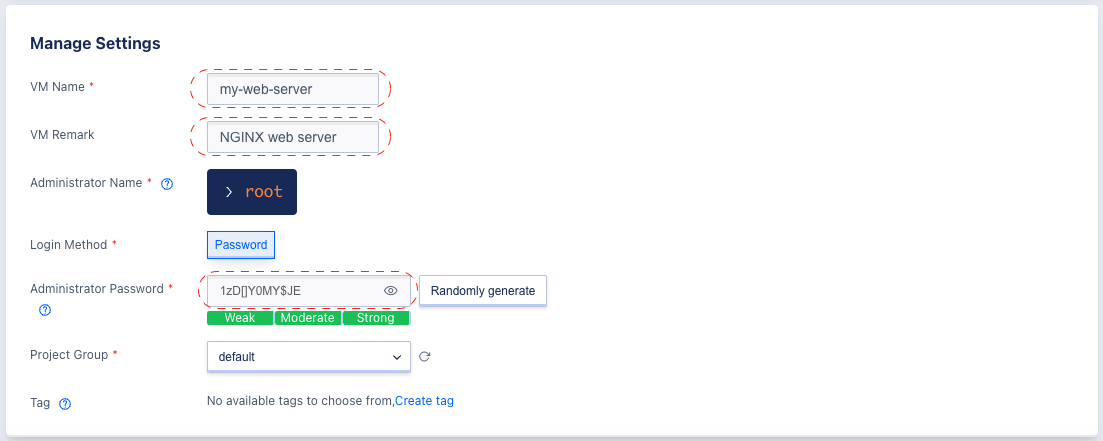 Manage Settings
VM Name * my-web-server
VM Remark NGINX web server
Administrator Name * > root
Login Method * Password
Administrator Password * 1zD[]Y0MY$JE Randomly generate
Weak Moderate Strong
Project Group * default
Tag No available tags to choose from,Create tag